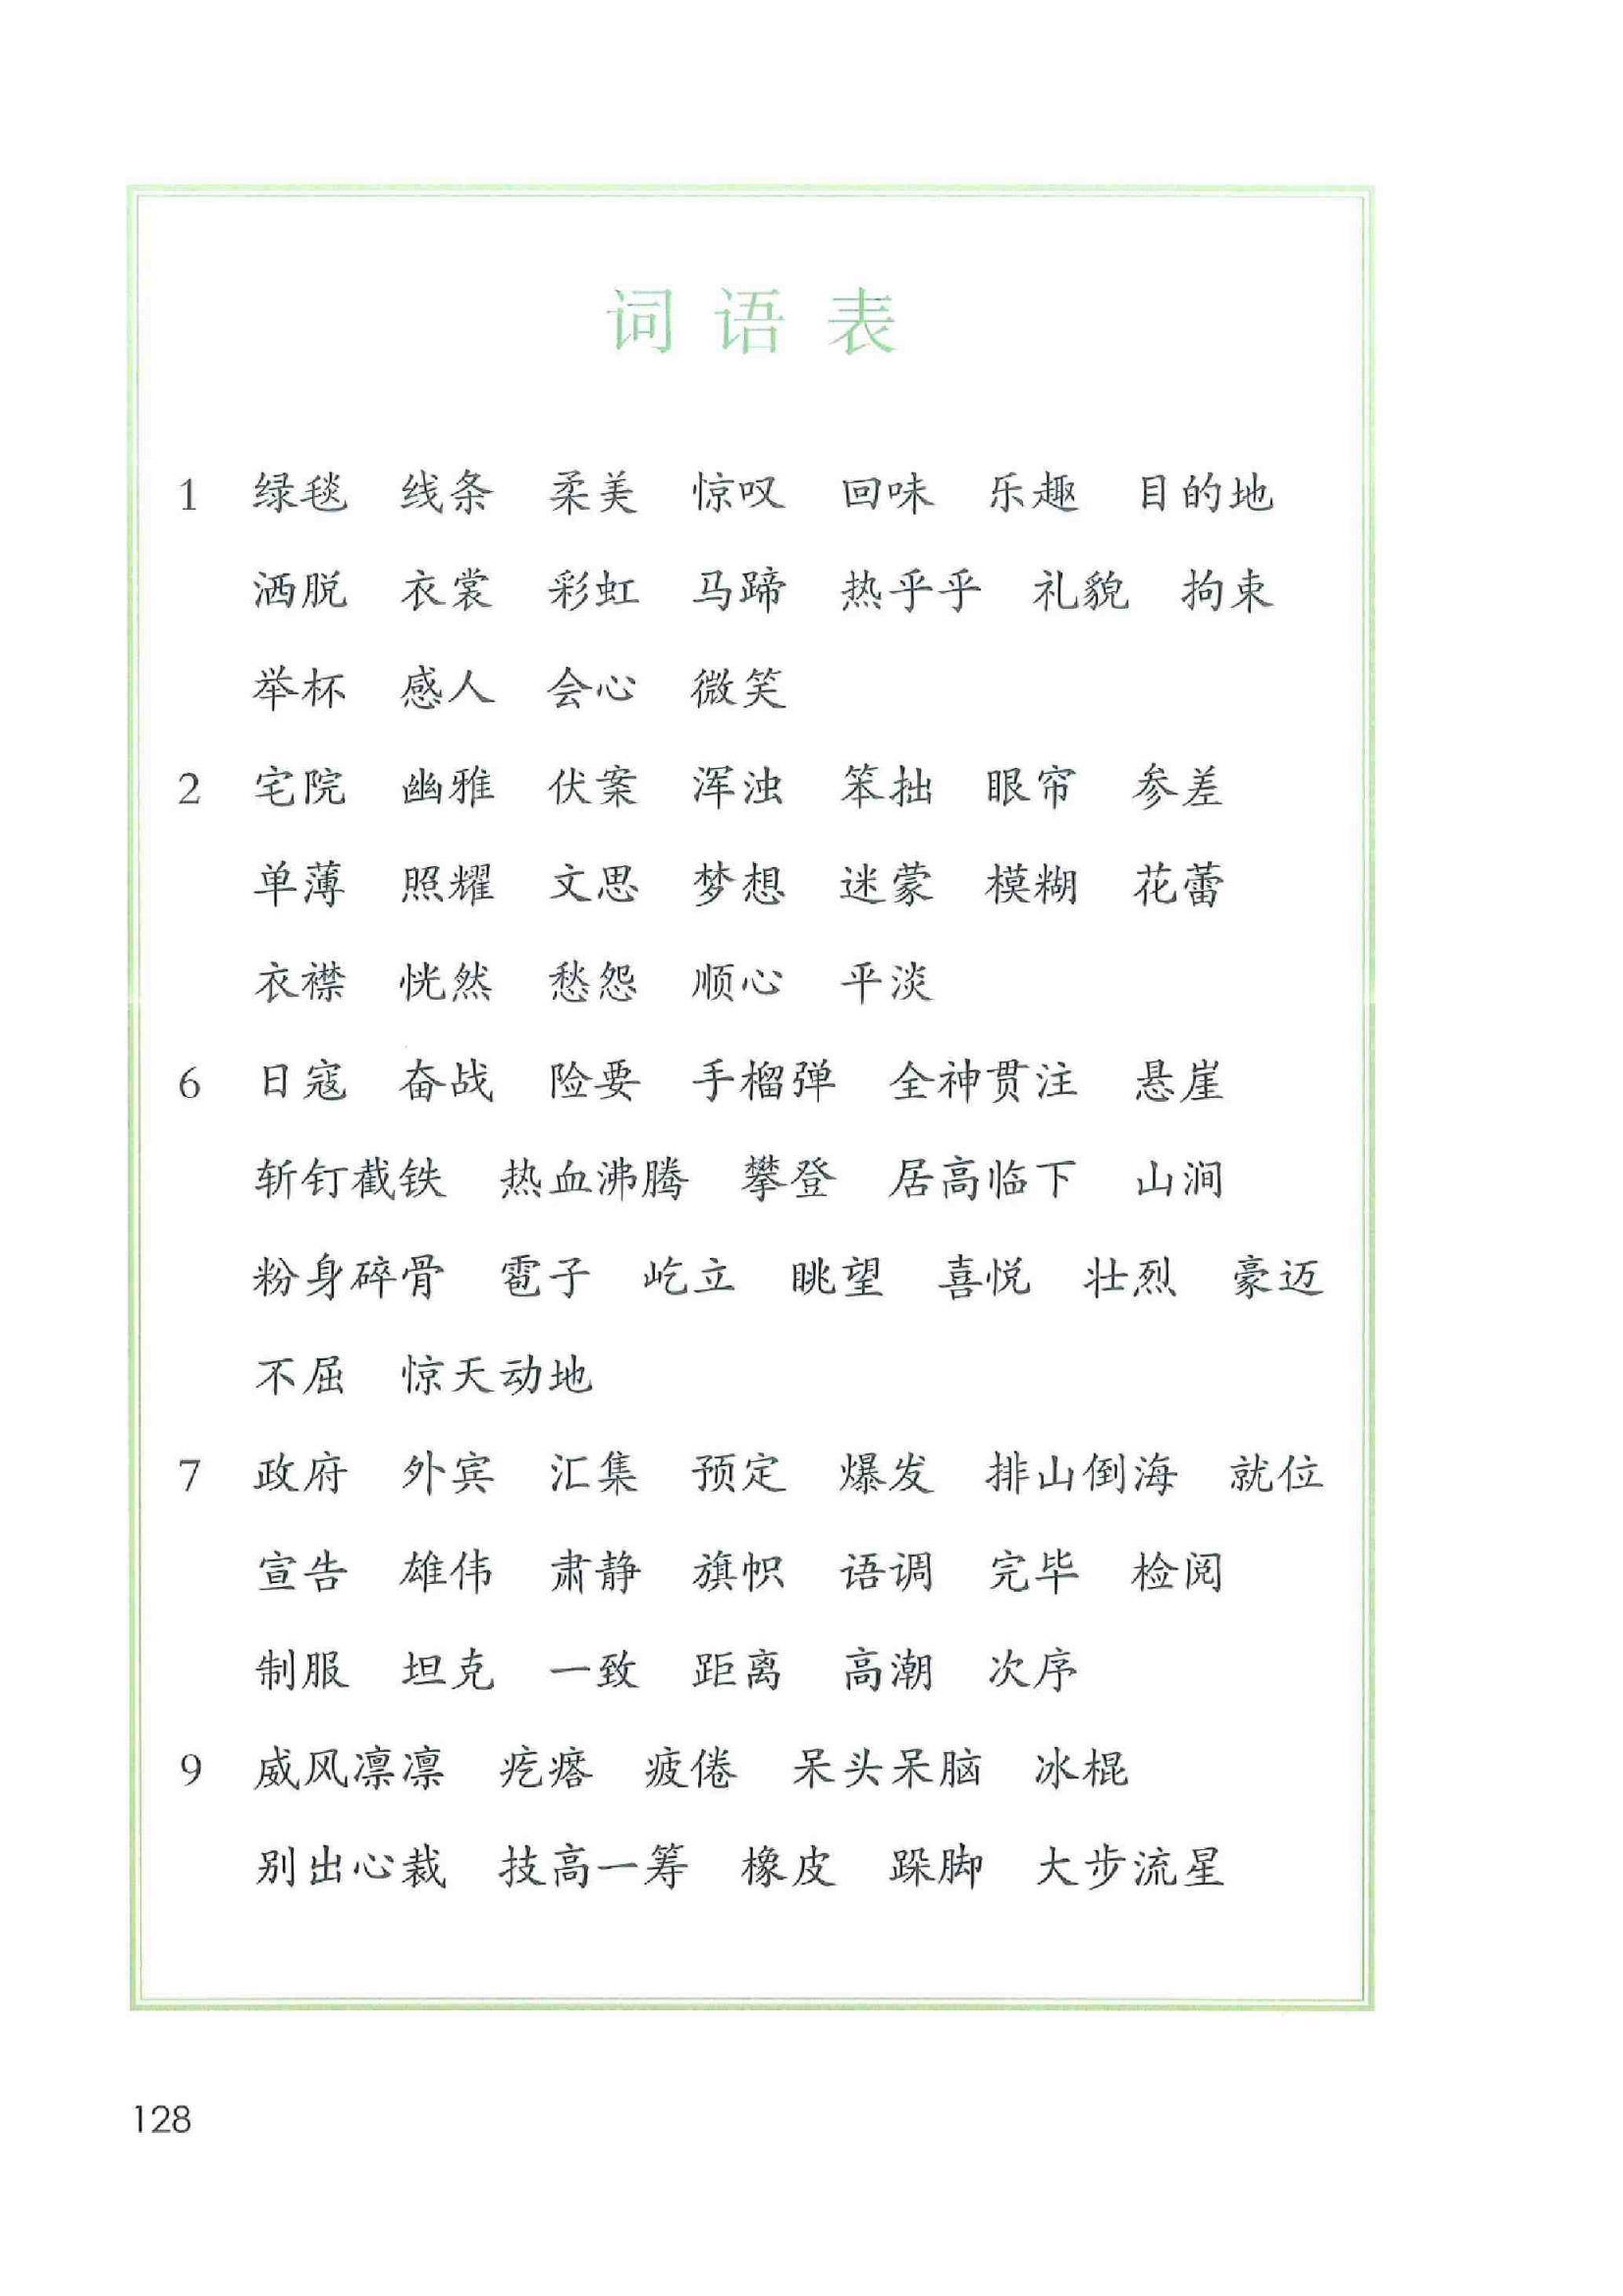 词语表
1 绿毯 线条 柔美 惊叹 回味 乐趣 目的地
洒脱 衣裳 彩虹 马蹄 热乎乎 礼貌 拘束
举杯 感人 会心 微笑
2 宅院 幽雅 伏案 浑浊 笨拙 眼帘 参差
单薄 照耀 文思 梦想 迷蒙 模糊 花蕾
衣襟 恍然 愁怨 顺心 平淡
6 日寇 奋战 险要 手榴弹 全神贯注 悬崖
斩钉截铁 热血沸腾 攀登 居高临下 山涧
粉身碎骨 雹子 屹立 眺望 喜悦 壮烈 豪迈
不屈 惊天动地
7 政府 外宾 汇集 预定 爆发 排山倒海 就位
宣告 雄伟 肃静 旗帜 语调 完毕 检阅
制服 坦克 一致 距离 高潮 次序
9 威风凛凛 疙瘩 疲倦 呆头呆脑 冰棍
别出心裁 技高一筹 橡皮 跺脚 大步流星
128